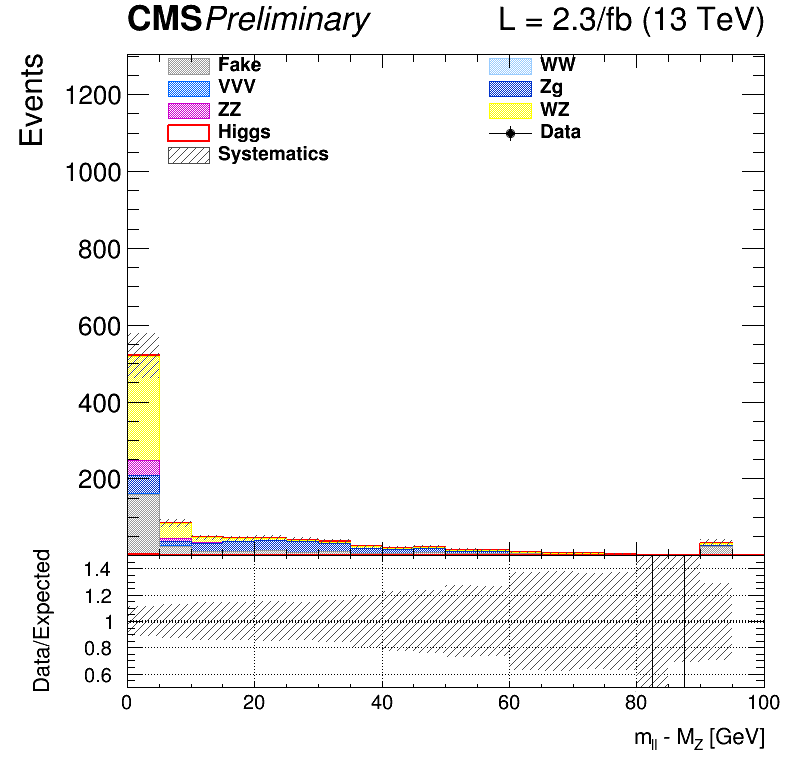 CMS Preliminary L = 2.3/fb (13 TeV)
Events
Fake WW
VVV Zg
ZZ WZ
Higgs Data
Systematics
1200
1000
800
600
400
200
Data/Expected
1.4
1.2
1
0.8
0.6
0 20 40 60 80 100
m_ll - M_Z [GeV]